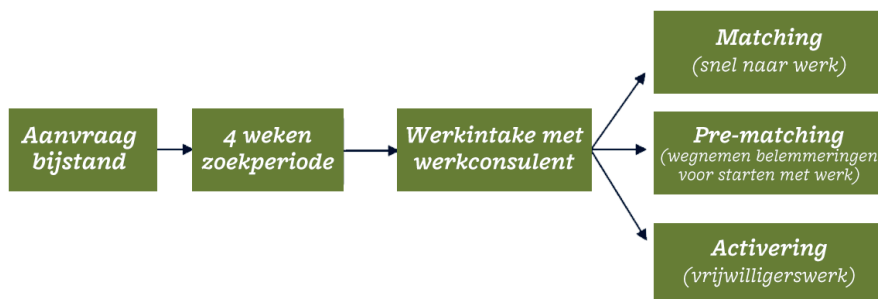 Aanvraag
bijstand
4 weken
zoekperiode
Werkintake met
werkconsulent
Matching
(snel naar werk)
Pre-matching
(wegnemen belemmeringen
voor starten met werk)
Activering
(vrijwilligerswerk)